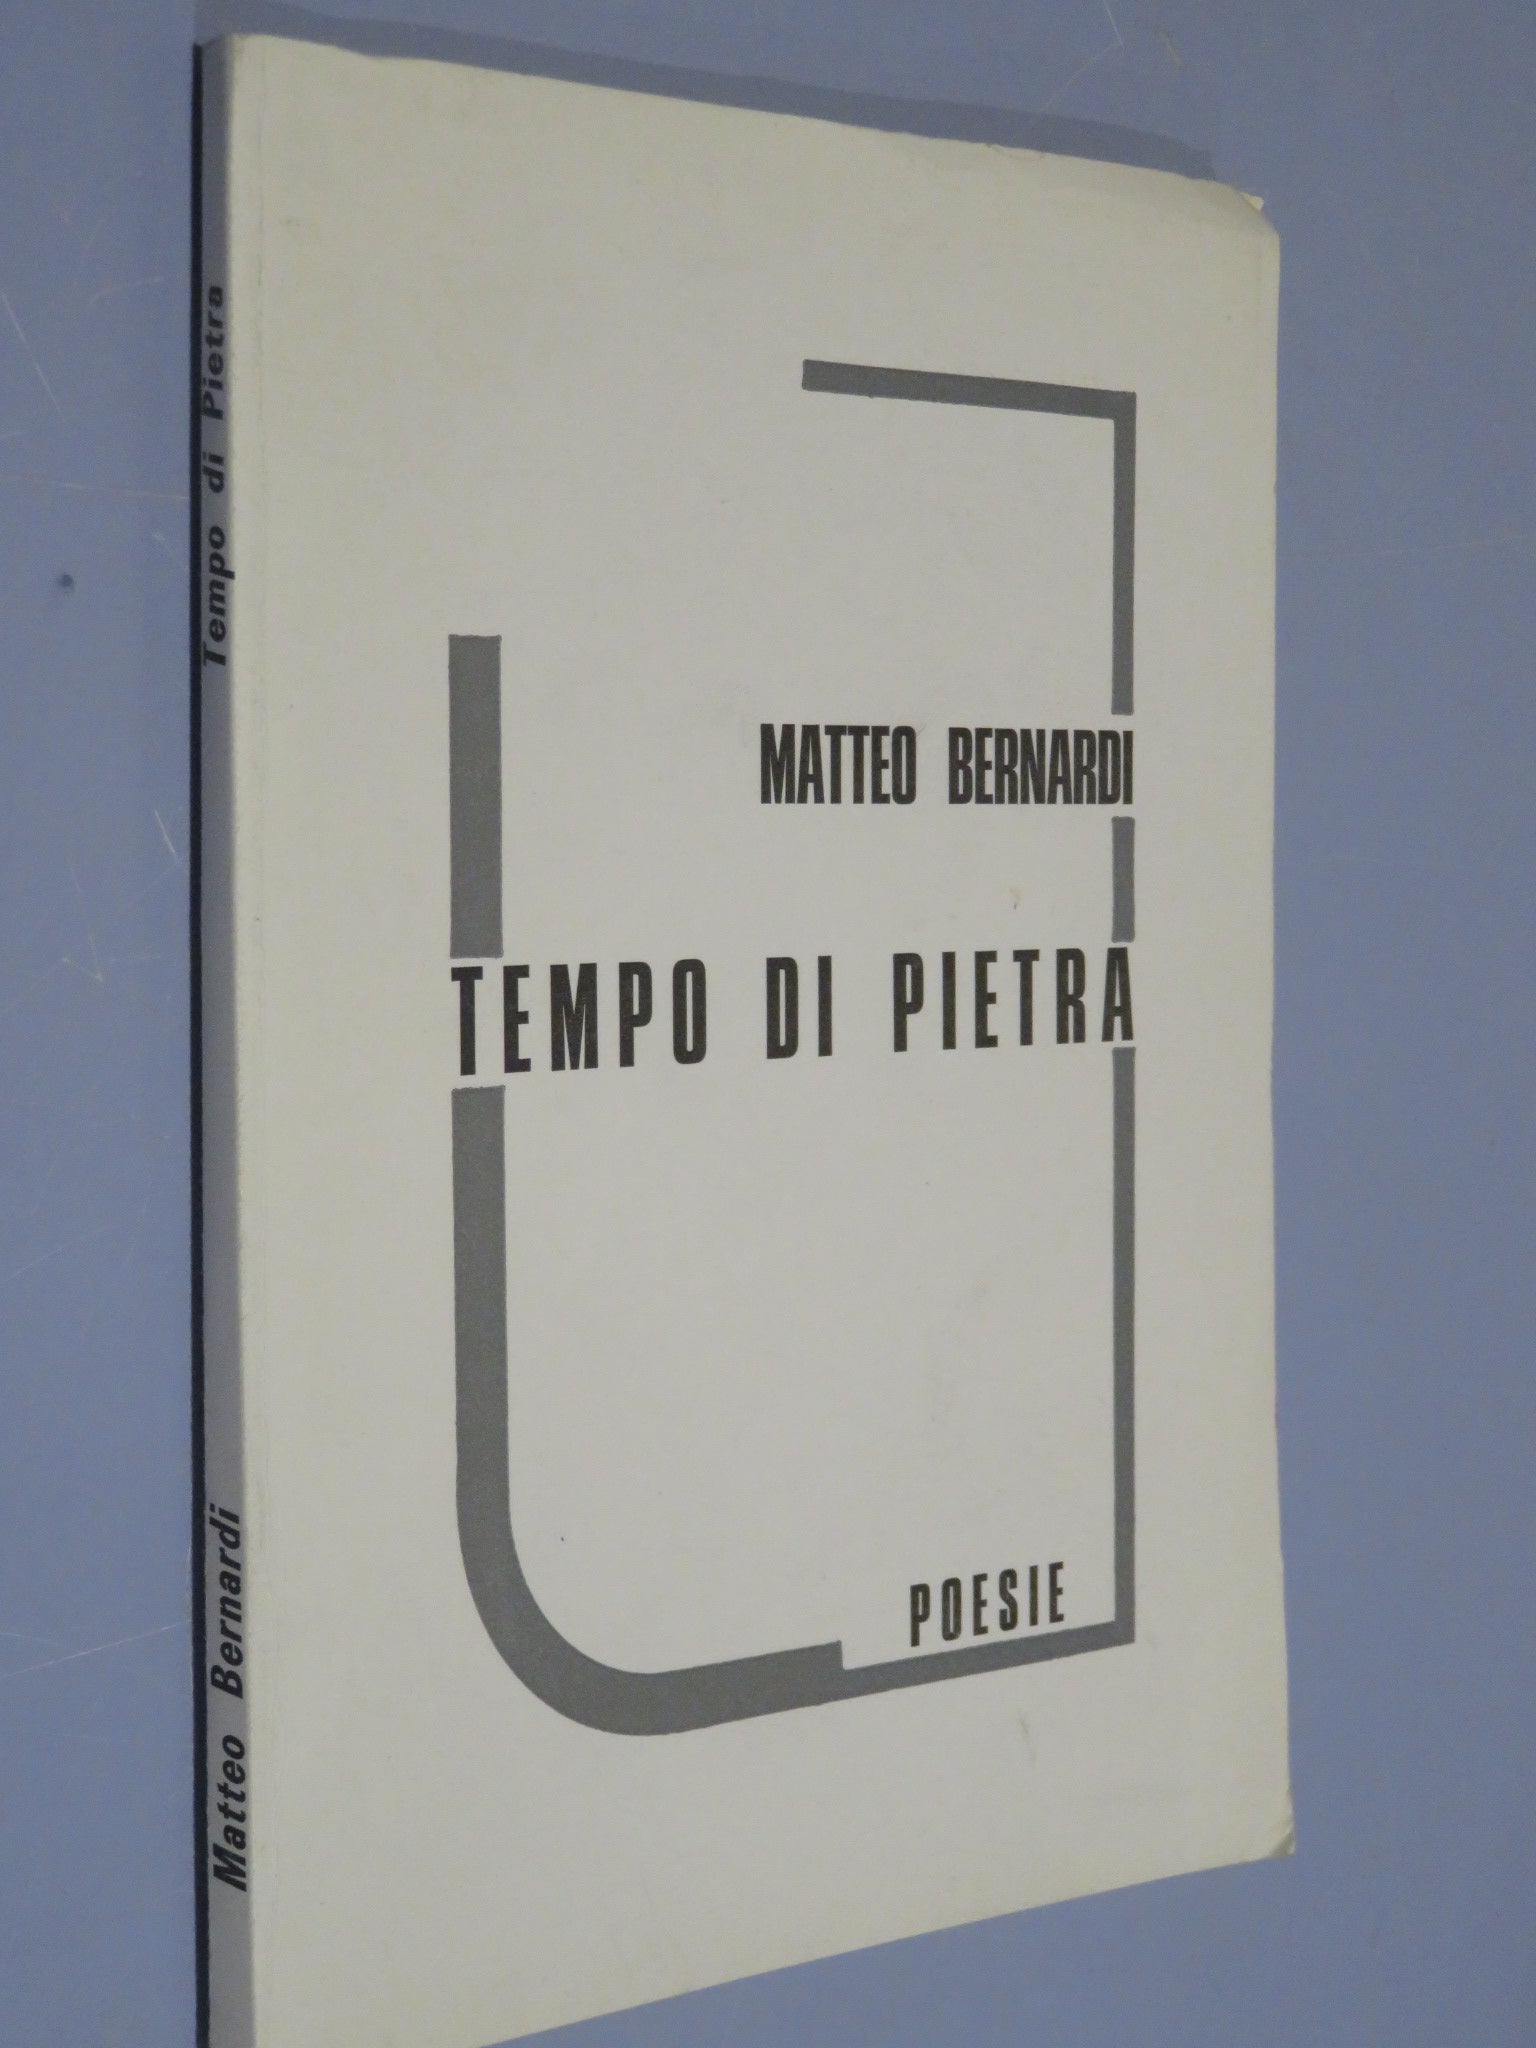 MATTEO BERNARDI
TEMPO DI PIETRA
POESIE
Matteo Bernardi Tempo di Pietra